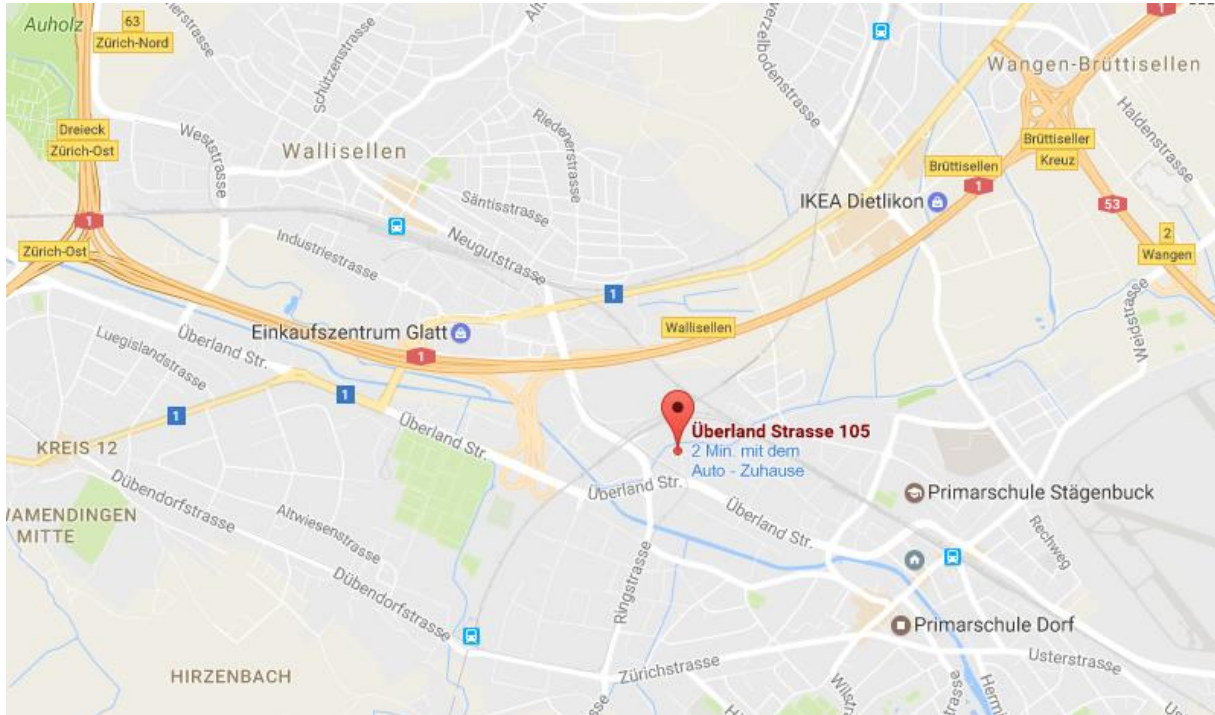 Auholz
63
Zürich-Nord
Schützenstrasse
Wangen-Brüttisellen
Haldenstrasse
Dreieck
Zürich-Ost
Weststrasse
Wallisellen
Riedenerstrasse
Brüttiseller
Kreuz
Brüttisellen
1
1
1
53
IKEA Dietlikon
Säntisstrasse
Neugutstrasse
Industriestrasse
Zürich-Ost
2
Wangen
Weidstrasse
1
Einkaufszentrum Glatt
1
Wallisellen
Luegislandstrasse
Überland Str.
1
1
KREIS 12
Überland Str.
Überland Strasse 105
2 Min. mit dem
Auto - Zuhause
Überland Str.
Überland Str.
Primarschule Stägenbuck
Rechweg
Dübendorfstrasse
Altwiesenstrasse
MITTE
Dübendorfstrasse
Ringstrasse
Primarschule Dorf
Usterstrasse
Zürichstrasse
HIRZENBACH